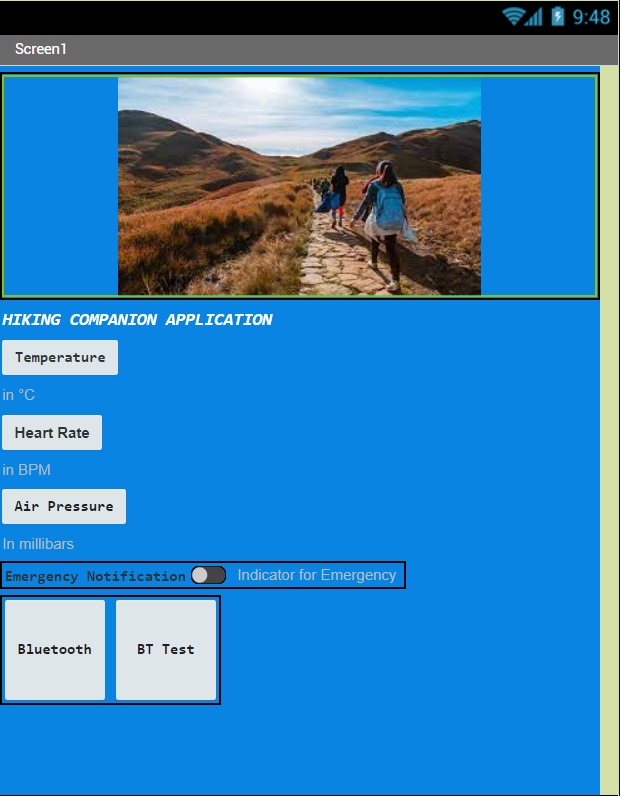 9:48
Screen1
HIKING COMPANION APPLICATION
Temperature
in °C
Heart Rate
in BPM
Air Pressure
In millibars
Emergency Notification Indicator for Emergency
Bluetooth BT Test